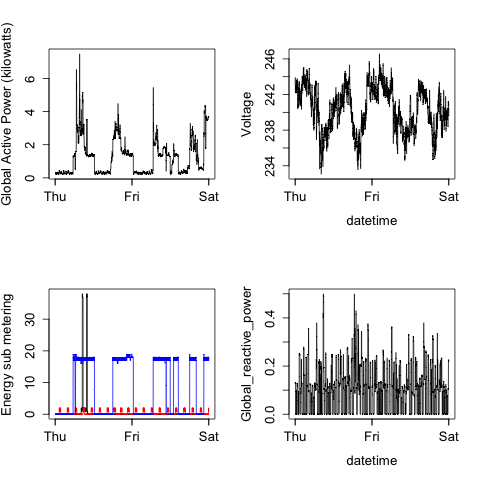 Global Active Power (kilowatts)
0 2 4 6
Thu Fri Sat
Voltage
234 238 242 246
Thu Fri Sat
datetime
Energy sub metering
0 10 20 30
Thu Fri Sat
Global_reactive_power
0.0 0.2 0.4
Thu Fri Sat
datetime